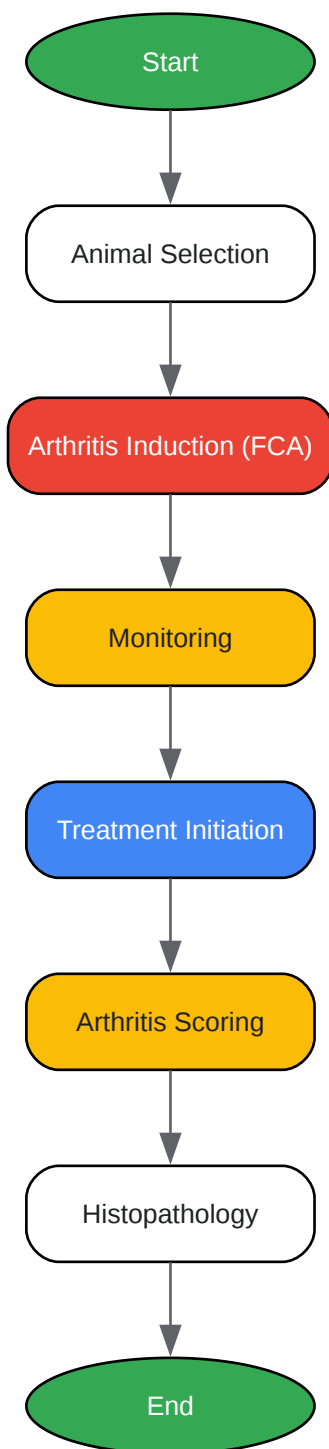 Start
Animal Selection
Arthritis Induction (FCA)
Monitoring
Treatment Initiation
Arthritis Scoring
Histopathology
End